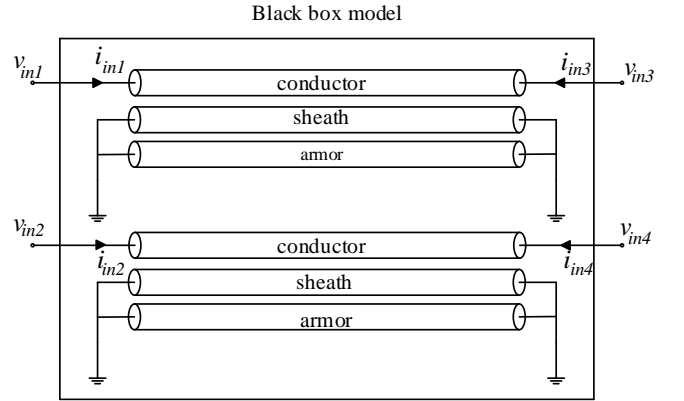 Black box model
v_in1
i_in1
conductor
i_in3
v_in3
sheath
armor
v_in2
i_in2
conductor
i_in4
v_in4
sheath
armor